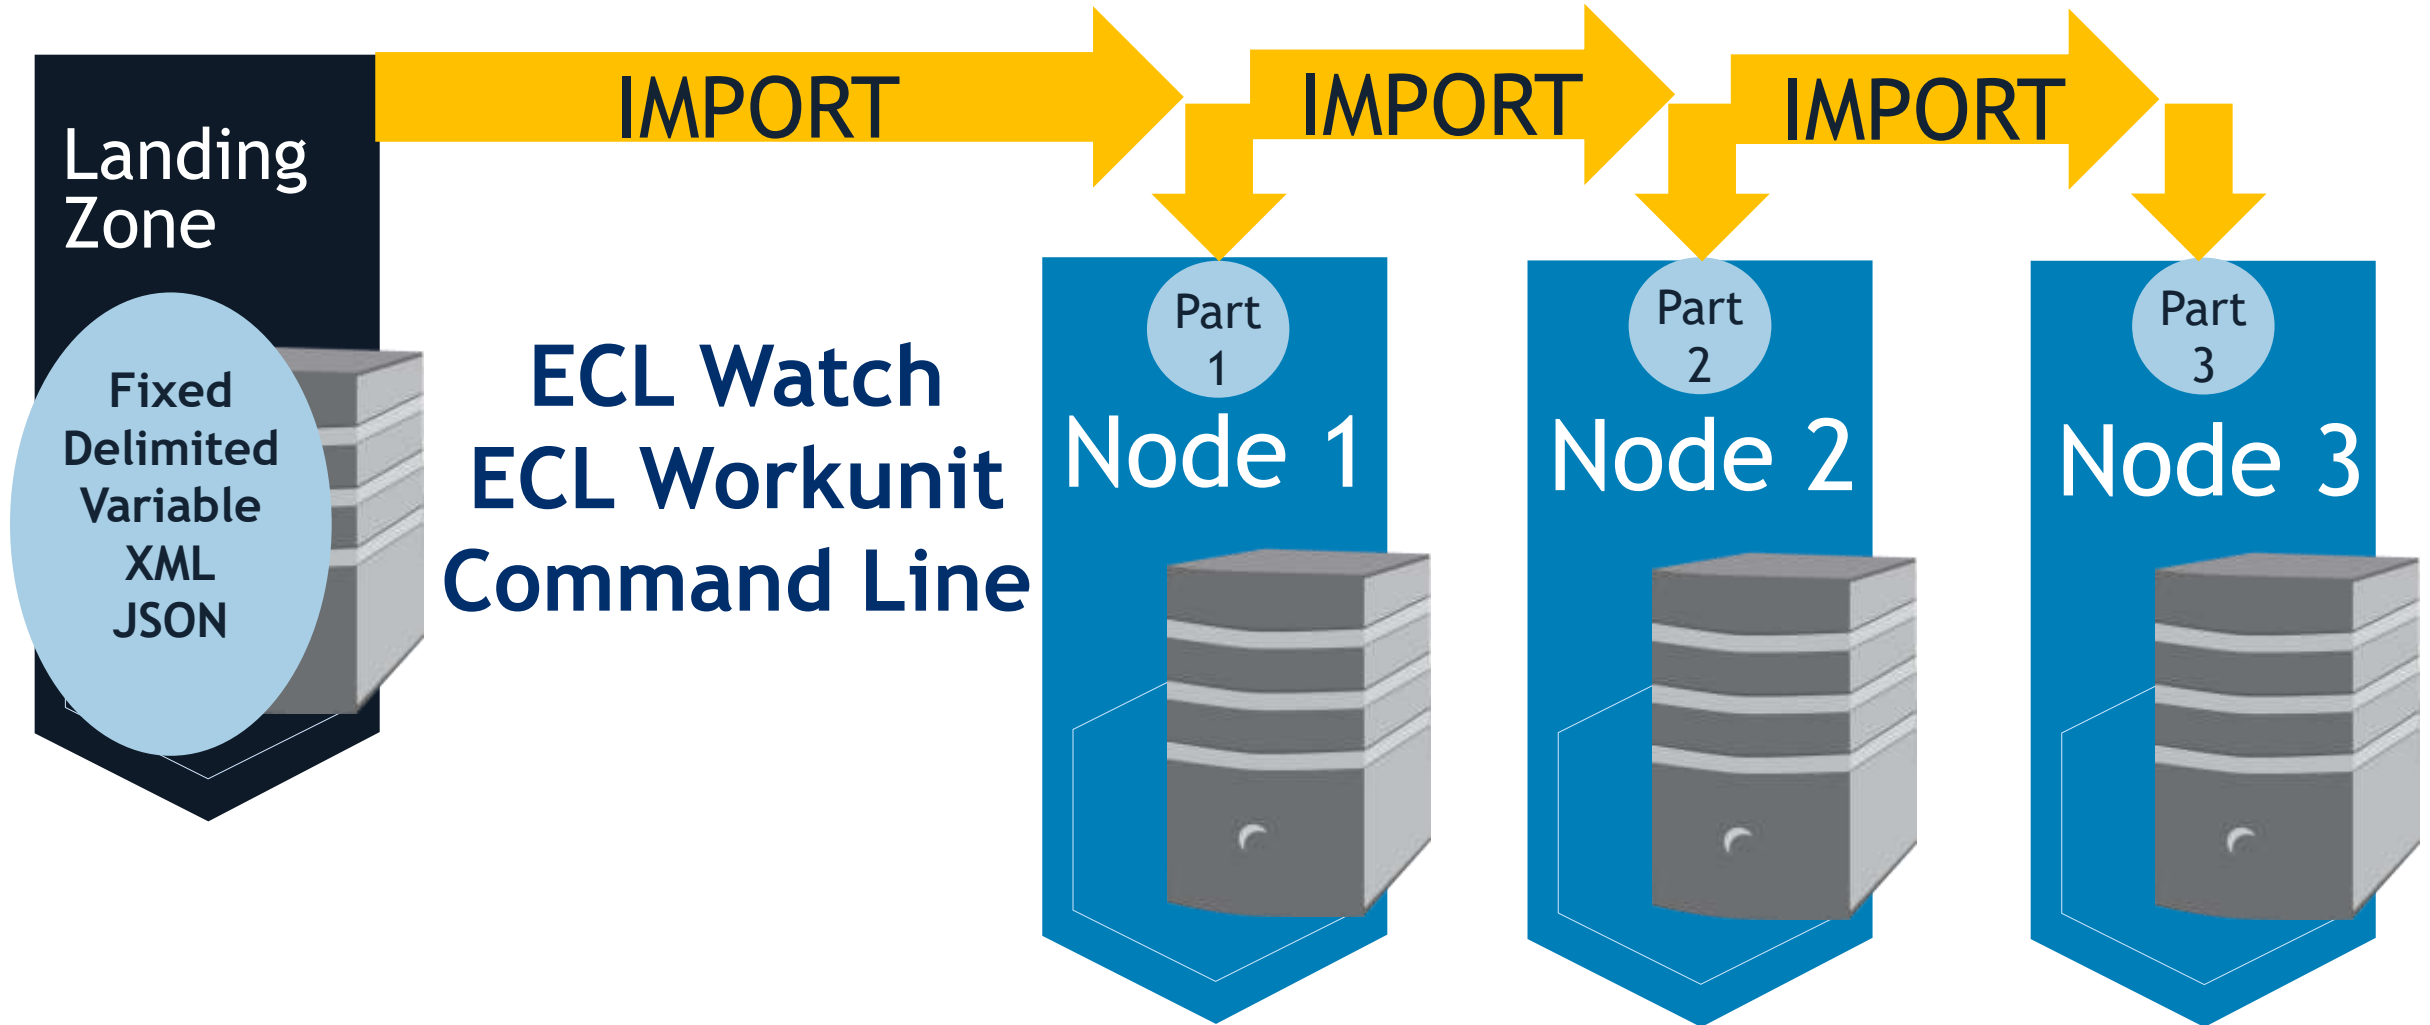 IMPORT
IMPORT
IMPORT
Landing
Zone
Fixed
Delimited
Variable
XML
JSON
ECL Watch
ECL Workunit
Command Line
Part
1
Node 1
Part
2
Node 2
Part
3
Node 3